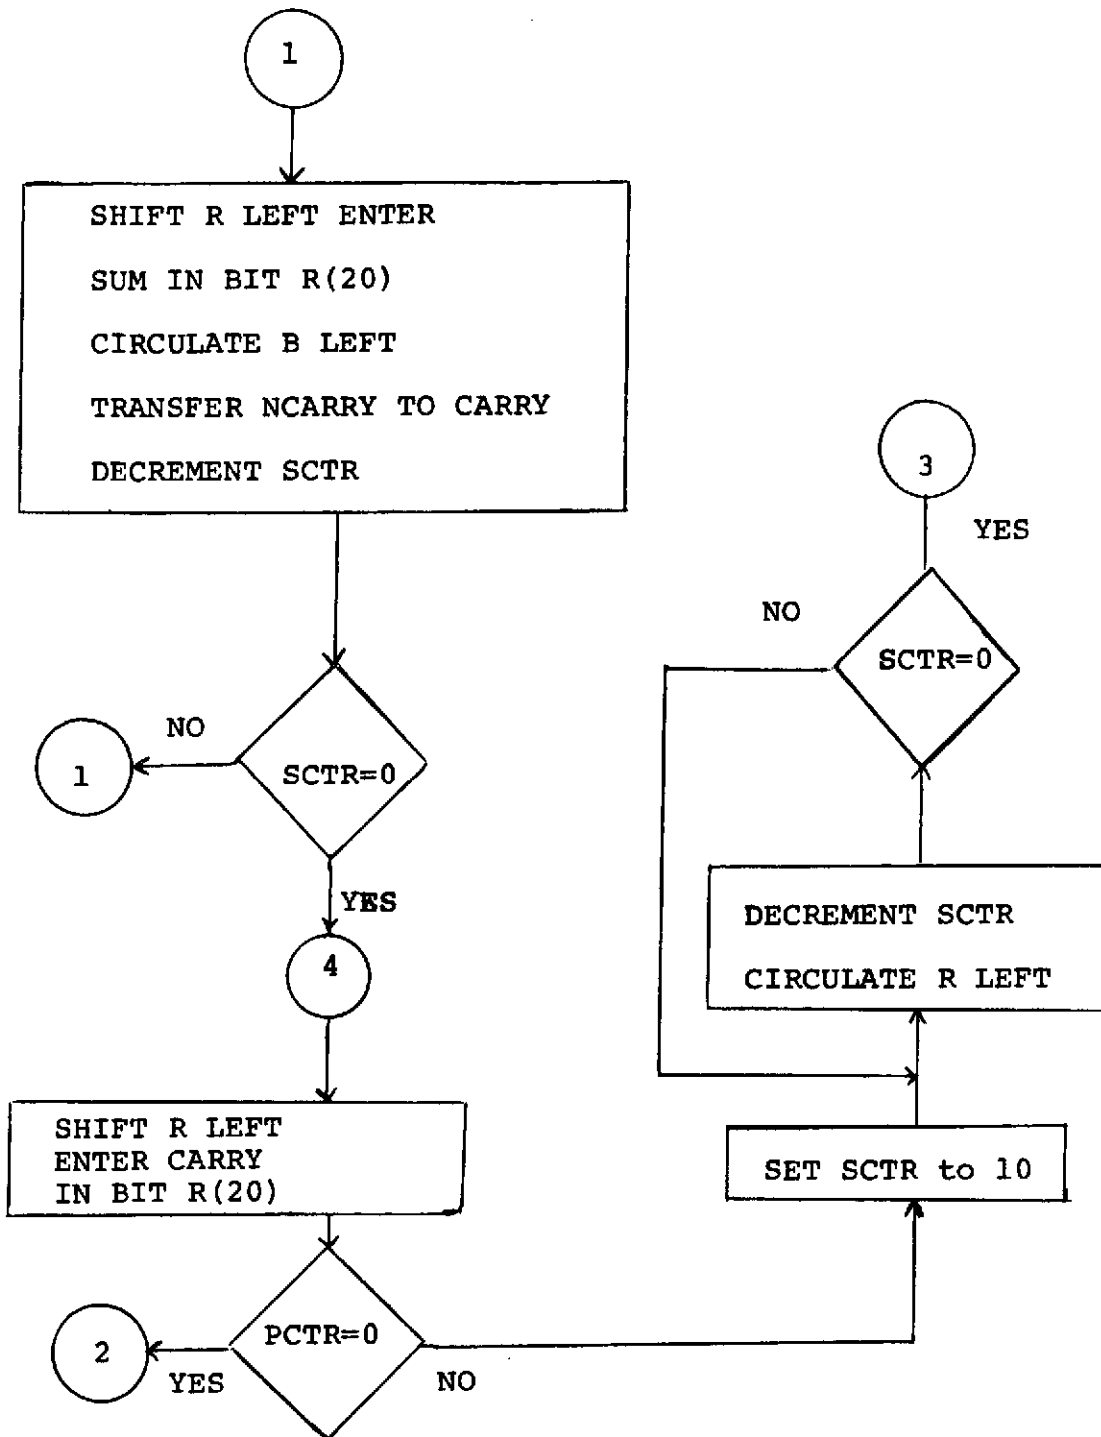 1
SHIFT R LEFT ENTER
SUM IN BIT R(20)
CIRCULATE B LEFT
TRANSFER NCARRY TO CARRY
DECREMENT SCTR
NO
1
SCTR=0
YES
4
SHIFT R LEFT
ENTER CARRY
IN BIT R(20)
PCTR=0
2
YES
NO
SET SCTR to 10
DECREMENT SCTR
CIRCULATE R LEFT
SCTR=0
NO
YES
3